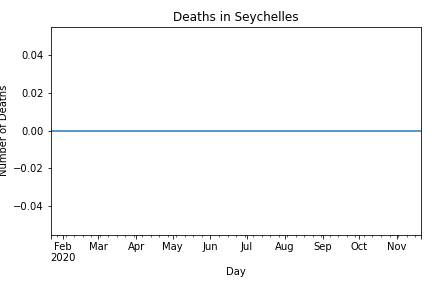 Deaths in Seychelles
Number of Deaths
0.04
0.02
0.00
−0.02
−0.04
Feb Mar Apr May Jun Jul Aug Sep Oct Nov
2020
Day